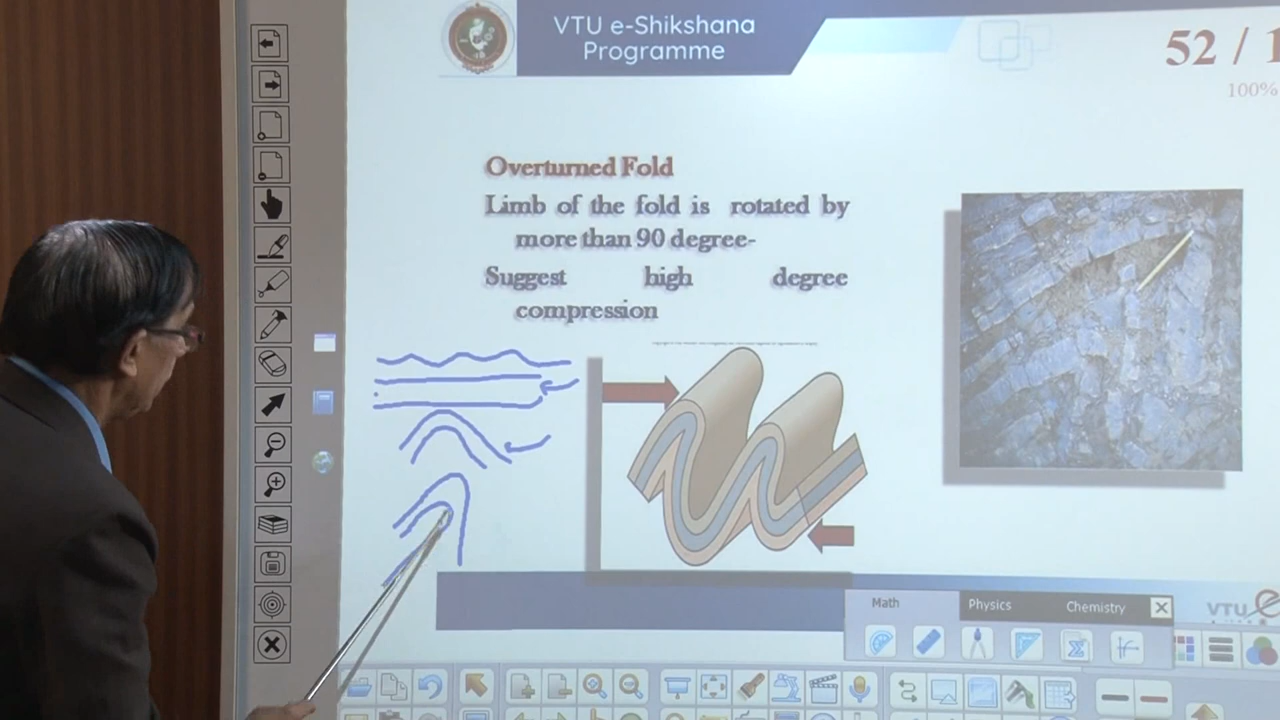 VTU e-Shikshana
Programme
52 / 1
100%
Overturned Fold
Limb of the fold is rotated by
more than 90 degree-
Suggest high degree
compression
Math
Physics
Chemistry
VTU